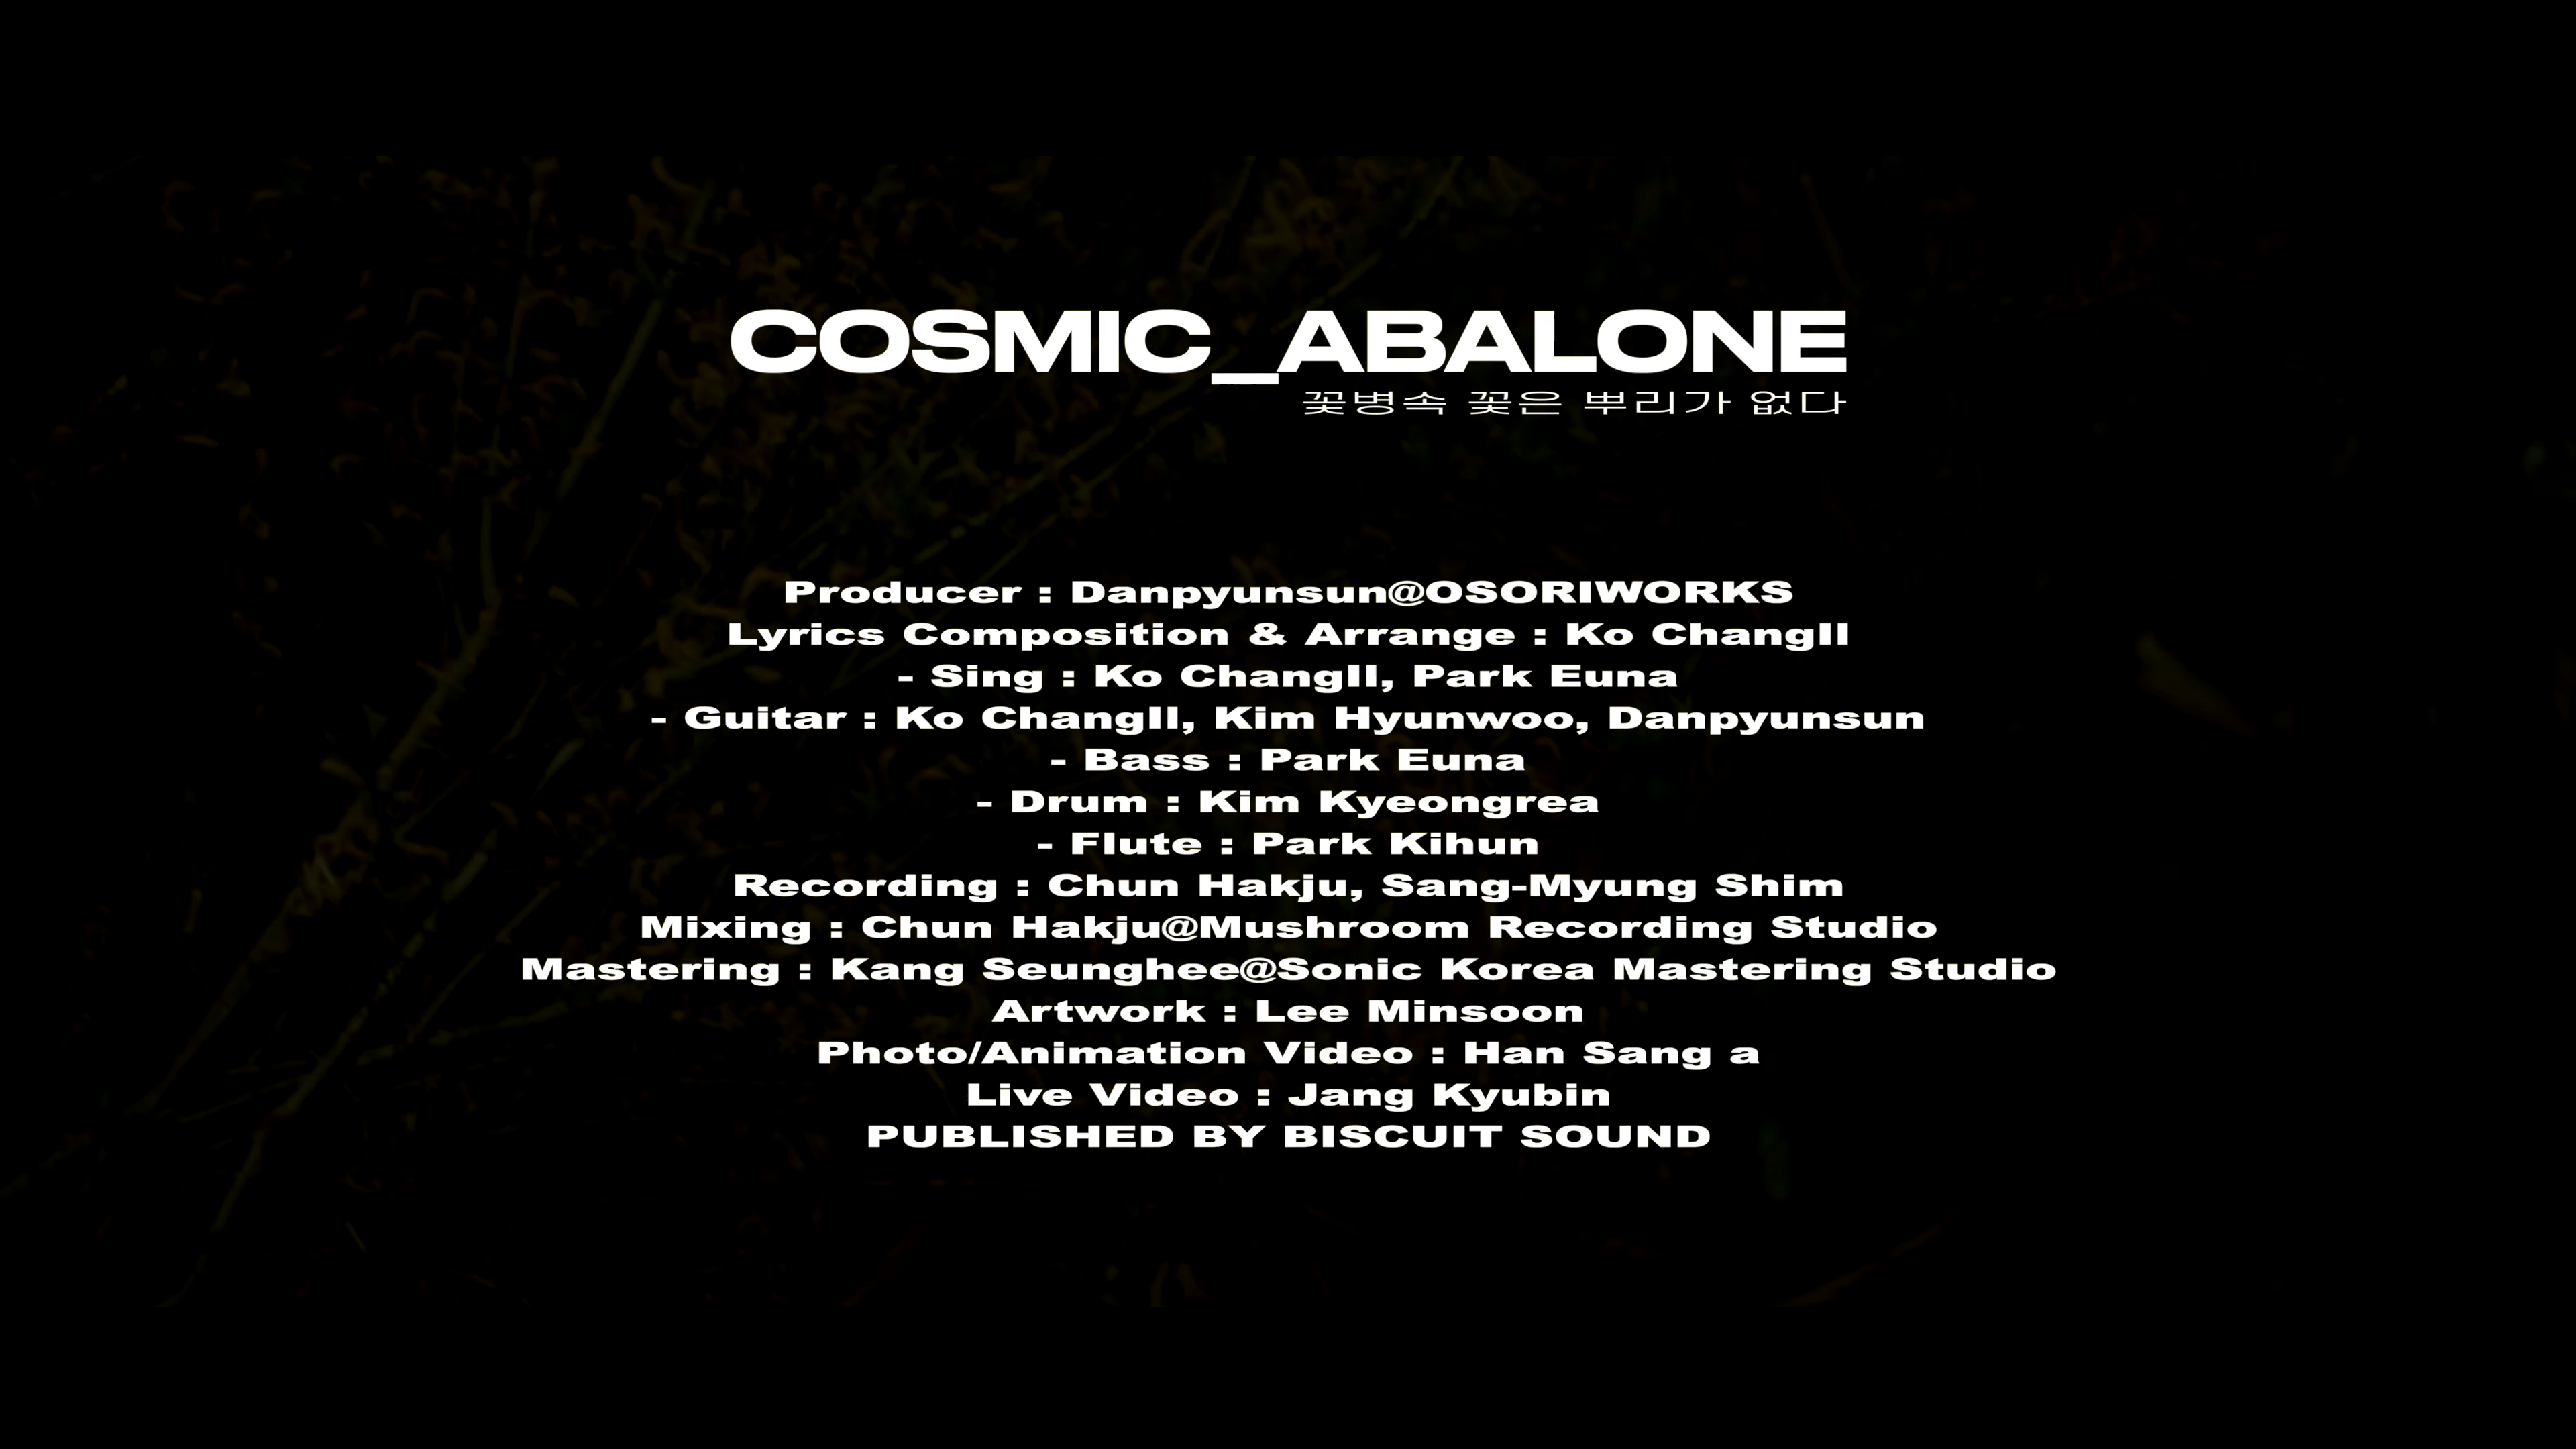 COSMIC_ABALONE
꽃병속 꽃은 뿌리가 없다
Producer : Danpyunsun@OSORIWORKS
Lyrics Composition & Arrange : Ko ChangIl
- Sing : Ko ChangIl, Park Euna
- Guitar : Ko ChangIl, Kim Hyunwoo, Danpyunsun
- Bass : Park Euna
- Drum : Kim Kyeongrea
- Flute : Park Kihun
Recording : Chun Hakju, Sang-Myung Shim
Mixing : Chun Hakju@Mushroom Recording Studio
Mastering : Kang Seunghee@Sonic Korea Mastering Studio
Artwork : Lee Minsoon
Photo/Animation Video : Han Sang a
Live Video : Jang Kyubin
PUBLISHED BY BISCUIT SOUND